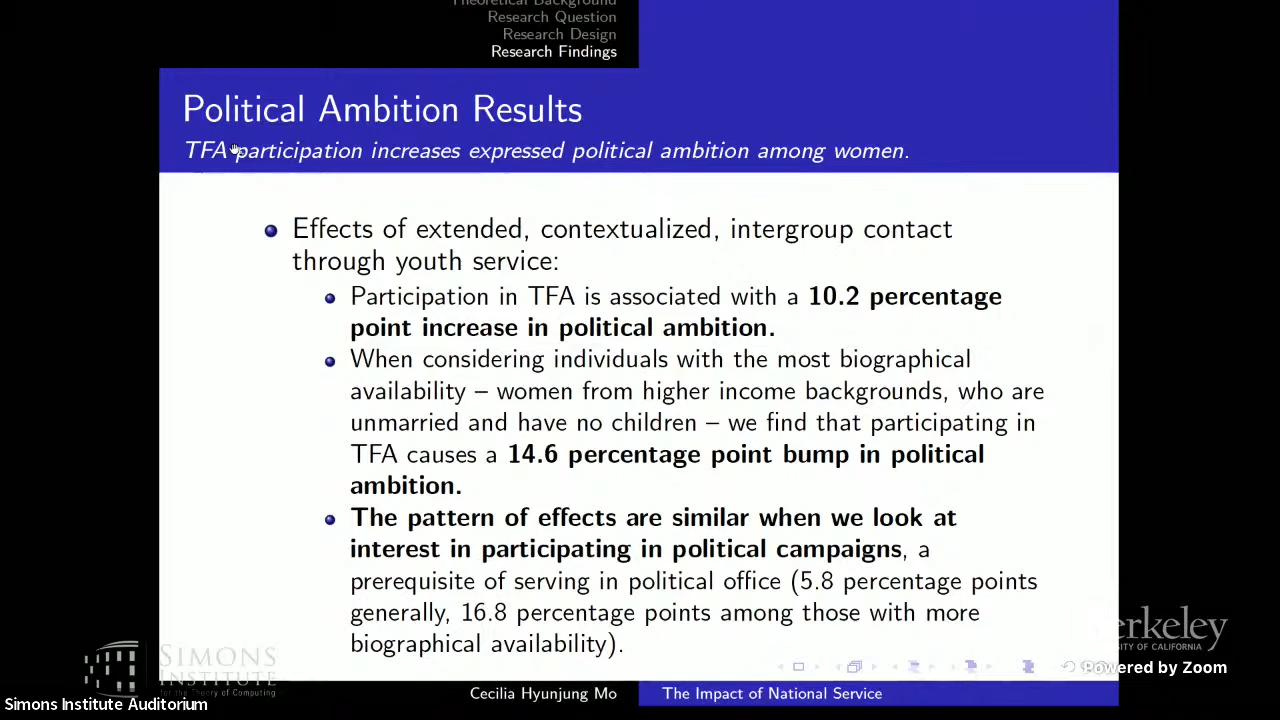 Theoretical Background
Research Question
Research Design
Research Findings
Political Ambition Results
TFA participation increases expressed political ambition among women.
Effects of extended, contextualized, intergroup contact
through youth service:
Participation in TFA is associated with a 10.2 percentage
point increase in political ambition.
When considering individuals with the most biographical
availability – women from higher income backgrounds, who are
unmarried and have no children – we find that participating in
TFA causes a 14.6 percentage point bump in political
ambition.
The pattern of effects are similar when we look at
interest in participating in political campaigns, a
prerequisite of serving in political office (5.8 percentage points
generally, 16.8 percentage points among those with more
biographical availability).
SIMONS
INSTITUTE
for the Theory of Computing
Berkeley
UNIVERSITY OF CALIFORNIA
Powered by Zoom
Cecilia Hyunjung Mo
The Impact of National Service
Simons Institute Auditorium